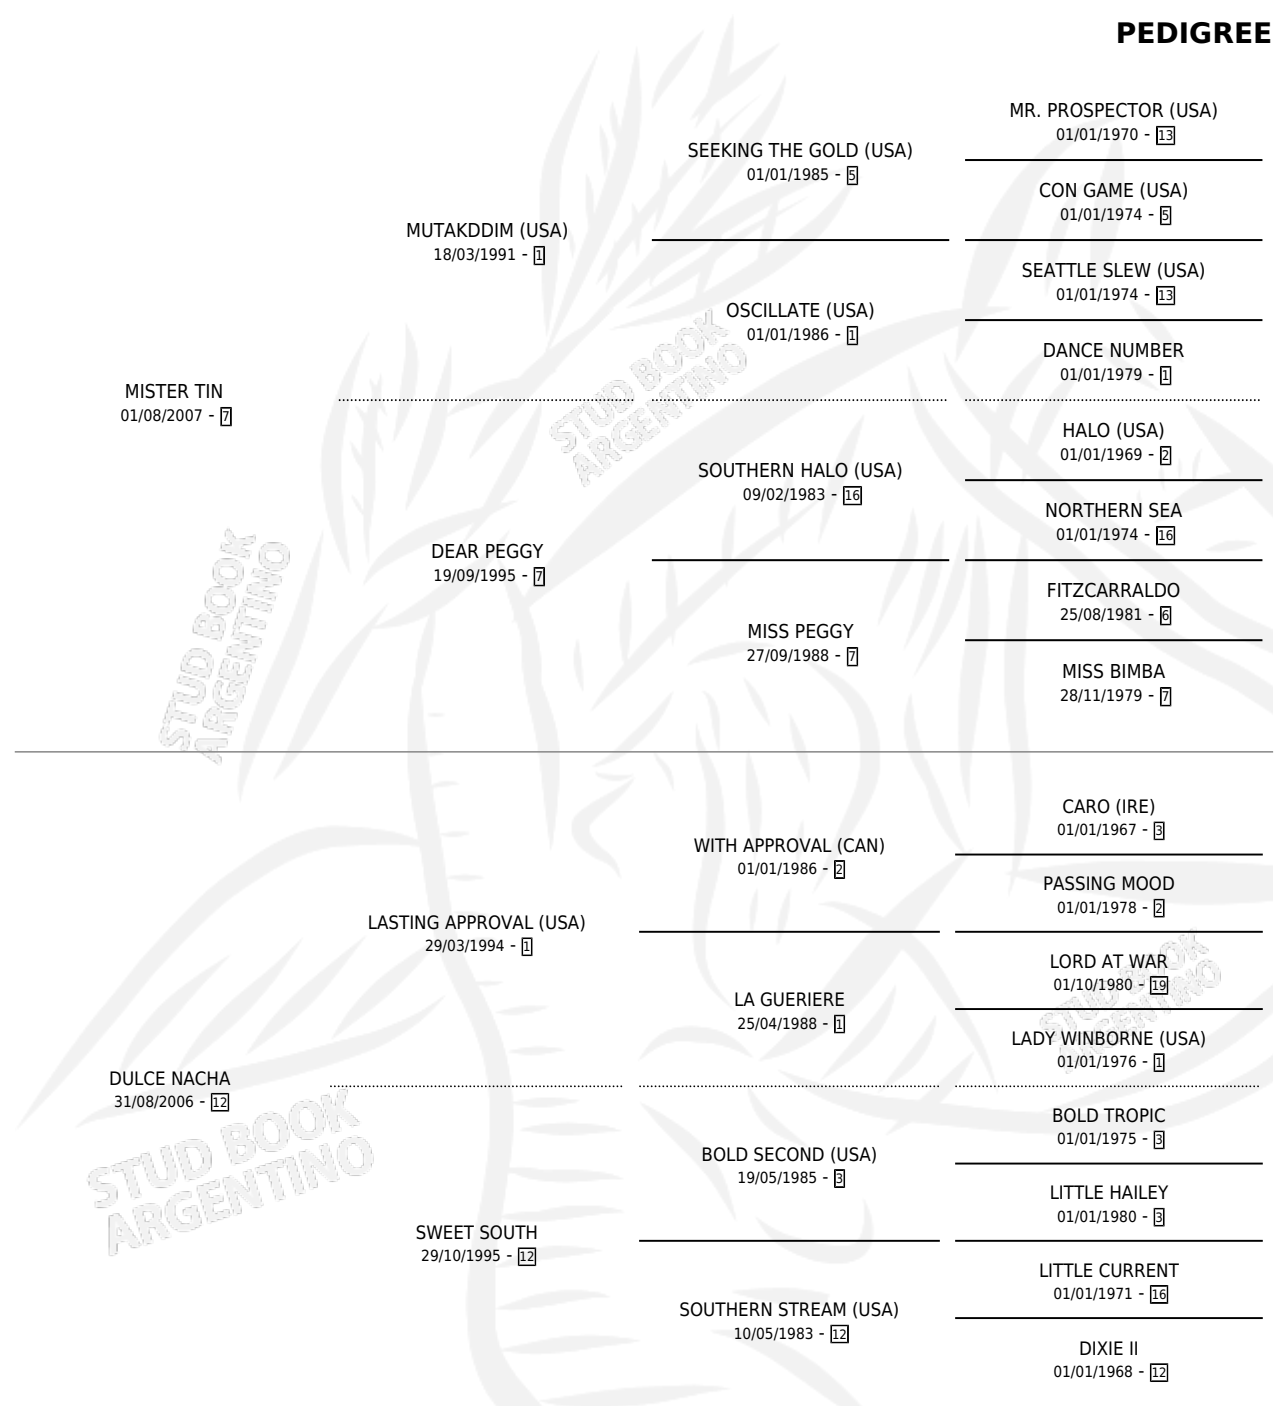 PEDIGREE
MR. PROSPECTOR (USA)
01/01/1970 - 13
SEEKING THE GOLD (USA)
01/01/1985 - 5
CON GAME (USA)
01/01/1974 - 5
MUTAKDDIM (USA)
18/03/1991 - 1
SEATTLE SLEW (USA)
01/01/1974 - 13
OSCILLATE (USA)
01/01/1986 - 1
DANCE NUMBER
01/01/1979 - 1
MISTER TIN
01/08/2007 - 7
HALO (USA)
01/01/1969 - 2
SOUTHERN HALO (USA)
09/02/1983 - 16
NORTHERN SEA
01/01/1974 - 16
DEAR PEGGY
19/09/1995 - 7
FITZCARRALDO
25/08/1981 - 6
MISS PEGGY
27/09/1988 - 7
MISS BIMBA
28/11/1979 - 7
CARO (IRE)
01/01/1967 - 3
WITH APPROVAL (CAN)
01/01/1986 - 2
PASSING MOOD
01/01/1978 - 2
LASTING APPROVAL (USA)
29/03/1994 - 1
LORD AT WAR
01/10/1980 - 19
LA GUERIERE
25/04/1988 - 1
LADY WINBORNE (USA)
01/01/1976 - 1
DULCE NACHA
31/08/2006 - 12
BOLD TROPIC
01/01/1975 - 3
BOLD SECOND (USA)
19/05/1985 - 3
LITTLE HAILEY
01/01/1980 - 3
SWEET SOUTH
29/10/1995 - 12
LITTLE CURRENT
01/01/1971 - 16
SOUTHERN STREAM (USA)
10/05/1983 - 12
DIXIE II
01/01/1968 - 12
STUD BOOK
ARGENTINO
STUD BOOK
ARGENTINO
STUD BOOK
ARGENTINO
STUD BOOK
ARGENTINO